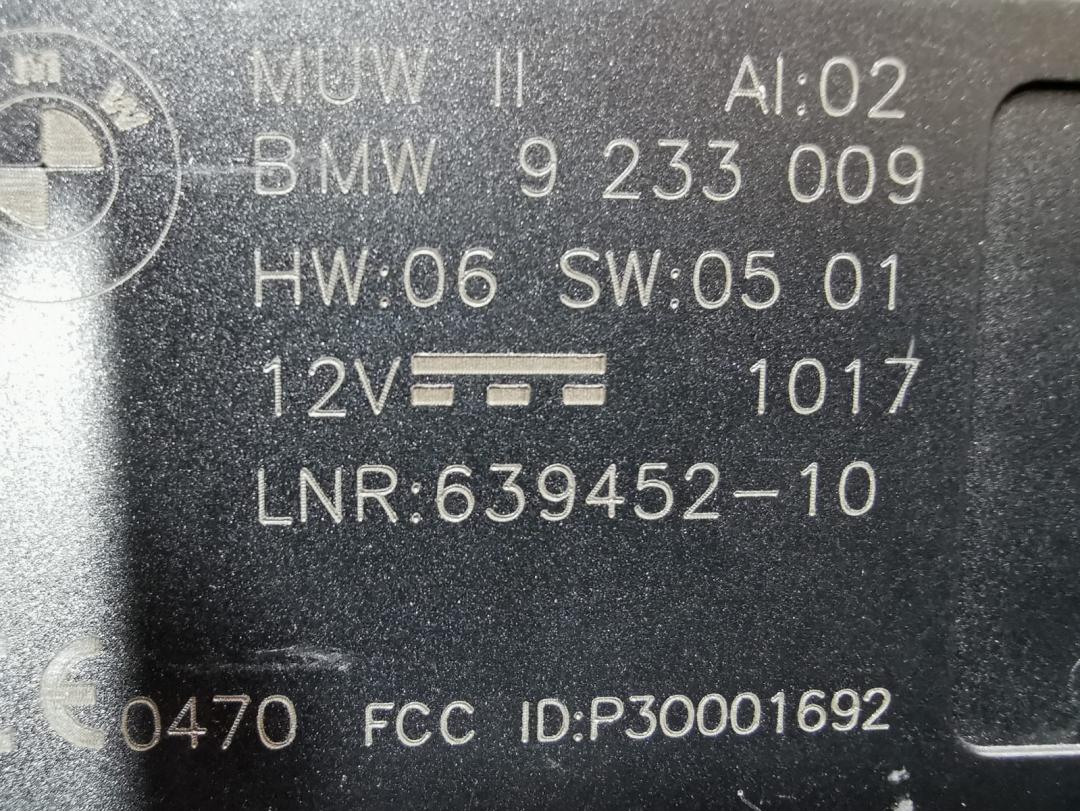 M W
MUW II AI:02
BMW 9 233 009
HW:06 SW:05 01
12V 1017
LNR:639452-10
CE 0470 FCC ID:P30001692